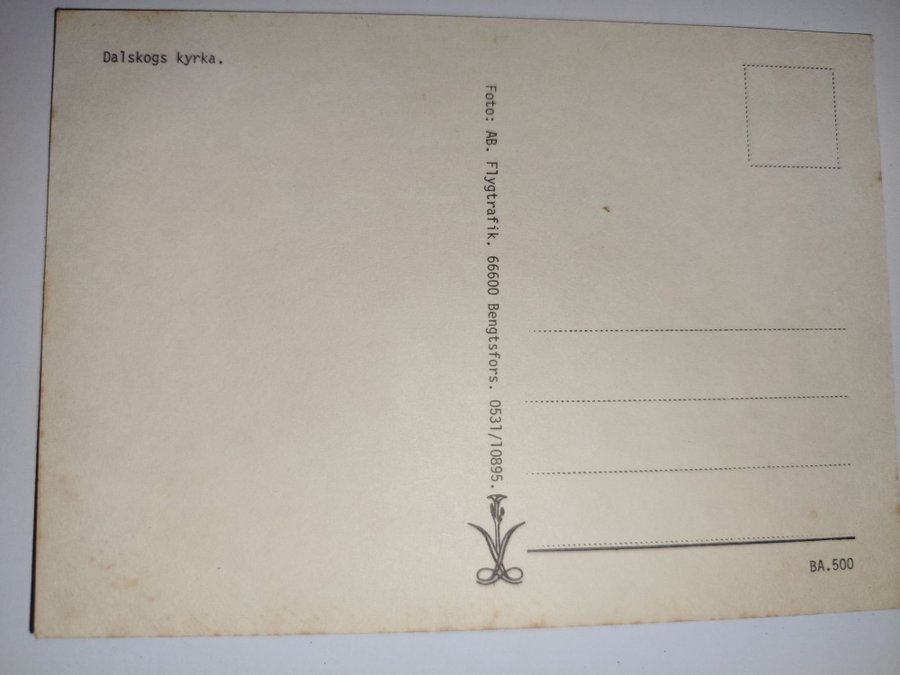 Dalskogs kyrka.
Foto: AB. Flygtrafik. 66600 Bengtsfors. 0531/10895.
BA.500